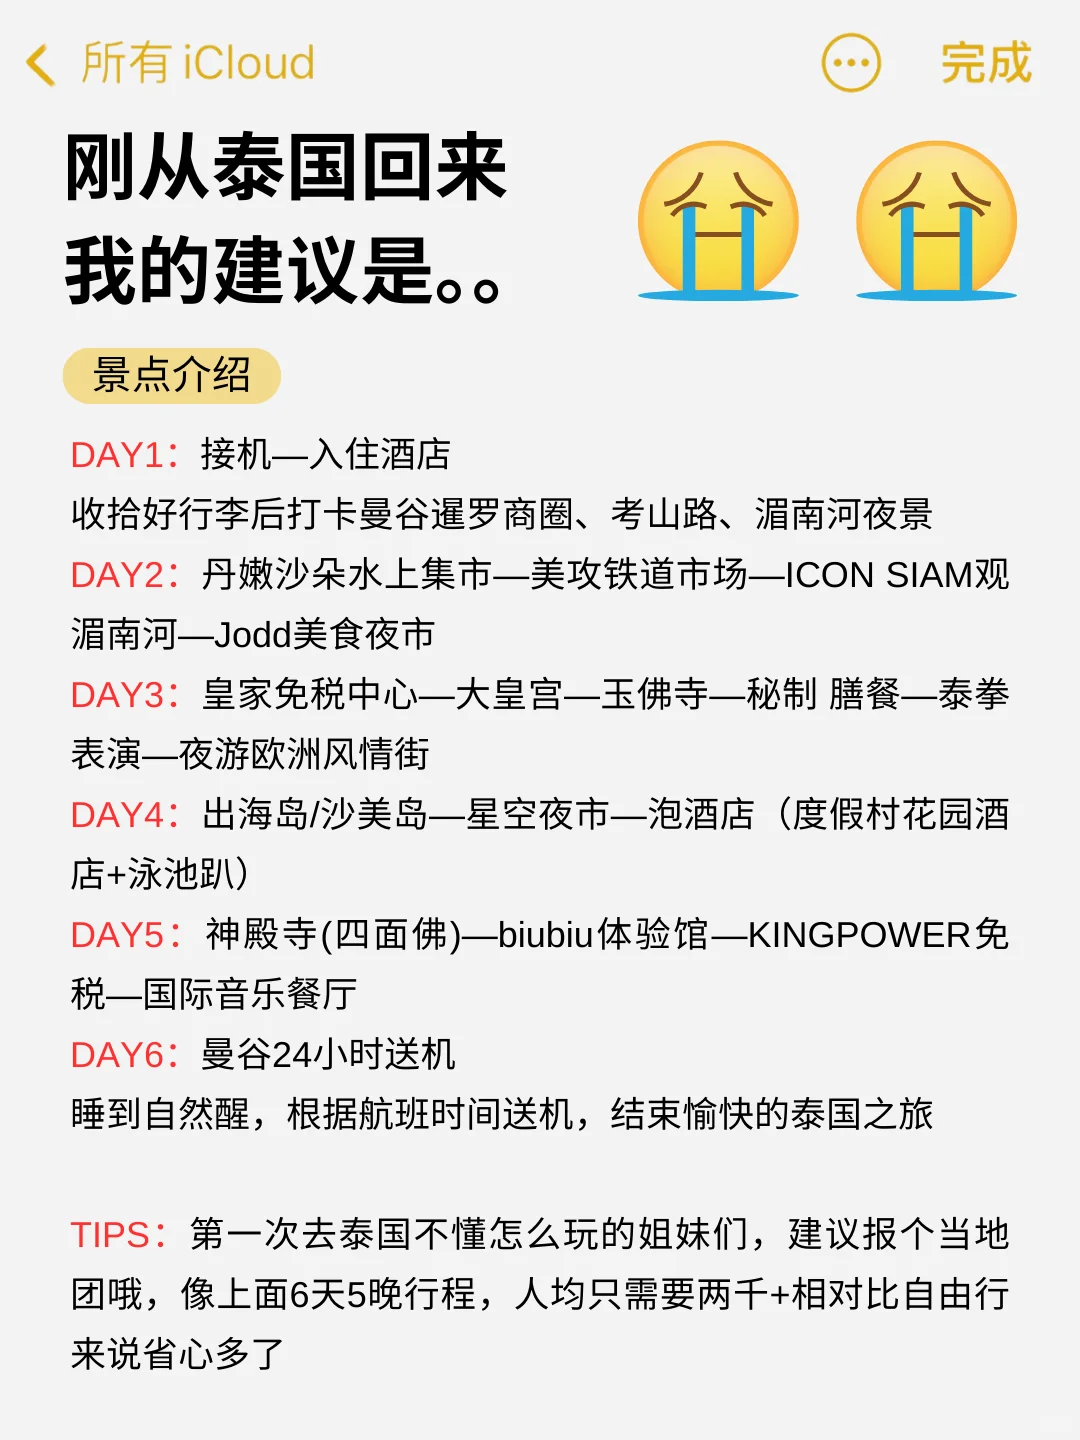 所有 iCloud
完成
刚从泰国回来
我的建议是。。
景点介绍
DAY1：接机—入住酒店
收拾好行李后打卡曼谷暹罗商圈、考山路、湄南河夜景
DAY2：丹嫩沙朵水上集市—美攻铁道市场—ICON SIAM观
湄南河—Jodd美食夜市
DAY3：皇家免税中心—大皇宫—玉佛寺—秘制 膳餐—泰拳
表演—夜游欧洲风情街
DAY4：出海岛/沙美岛—星空夜市—泡酒店（度假村花园酒
店+泳池趴）
DAY5：神殿寺(四面佛)—biubiu体验馆—KINGPOWER免
税—国际音乐餐厅
DAY6：曼谷24小时送机
睡到自然醒，根据航班时间送机，结束愉快的泰国之旅
TIPS：第一次去泰国不懂怎么玩的姐妹们，建议报个当地
团哦，像上面6天5晚行程，人均只需要两千+相对比自由行
来说省心多了